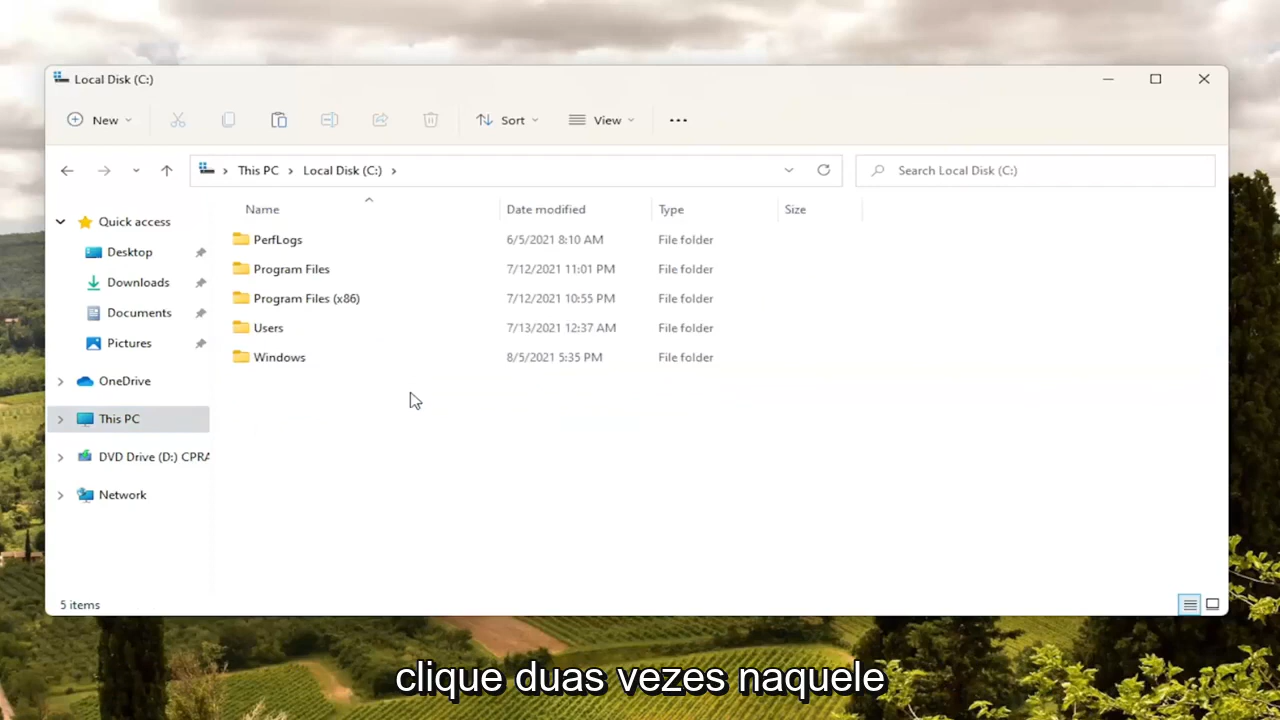 Local Disk (C:)
New
Sort
View
This PC
Local Disk (C:)
Search Local Disk (C:)
Name Date modified Type Size
Quick access
Desktop
Downloads
Documents
Pictures
OneDrive
This PC
DVD Drive (D:) CPRA
Network
PerfLogs 6/5/2021 8:10 AM File folder
Program Files 7/12/2021 11:01 PM File folder
Program Files (x86) 7/12/2021 10:55 PM File folder
Users 7/13/2021 12:37 AM File folder
Windows 8/5/2021 5:35 PM File folder
5 items
clique duas vezes naquele